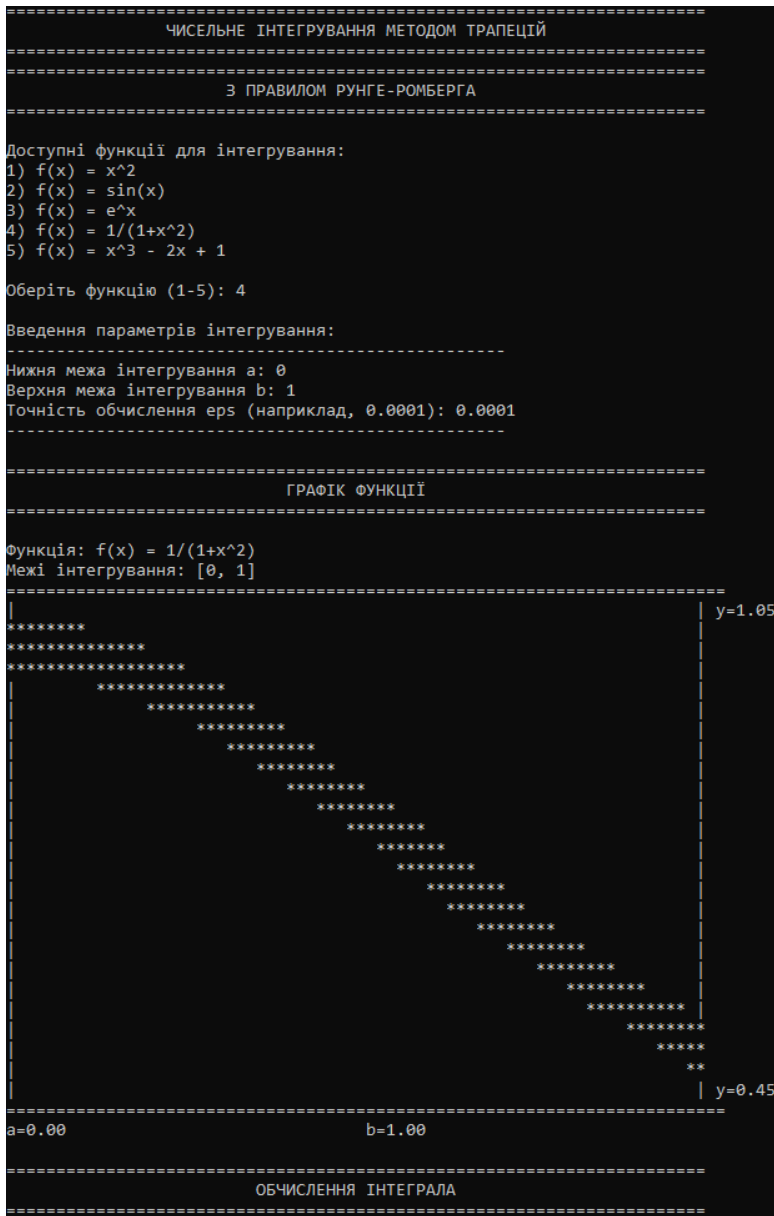 ======================================================================
ЧИСЕЛЬНЕ ІНТЕГРУВАННЯ МЕТОДОМ ТРАПЕЦІЙ
======================================================================
======================================================================
З ПРАВИЛОМ РУНГЕ-РОМБЕРГА
======================================================================
Доступні функції для інтегрування:
1) f(x) = x^2
2) f(x) = sin(x)
3) f(x) = e^x
4) f(x) = 1/(1+x^2)
5) f(x) = x^3 - 2x + 1
Оберіть функцію (1-5): 4
Введення параметрів інтегрування:
--------------------------------------------------
Нижня межа інтегрування a: 0
Верхня межа інтегрування b: 1
Точність обчислення eps (наприклад, 0.0001): 0.0001
--------------------------------------------------
======================================================================
ГРАФІК ФУНКЦІЇ
======================================================================
Функція: f(x) = 1/(1+x^2)
Межі інтегрування: [0, 1]
========================================================================
|                                                                    | y=1.05
********                                                             |
**************                                                       |
******************                                                   |
|        *************                                               |
|             ***********                                            |
|                  *********                                         |
|                     *********                                      |
|                        ********                                    |
|                           ********                                 |
|                              ********                              |
|                                 ********                           |
|                                    *******                         |
|                                      ********                      |
|                                         ********                   |
|                                           ********                 |
|                                              ********              |
|                                                 ********           |
|                                                    ********        |
|                                                       ********     |
|                                                         ********** |
|                                                             ********
|                                                                *****
|                                                                   **
|                                                                    | y=0.45
========================================================================
a=0.00                              b=1.00
======================================================================
ОБЧИСЛЕННЯ ІНТЕГРАЛА
======================================================================